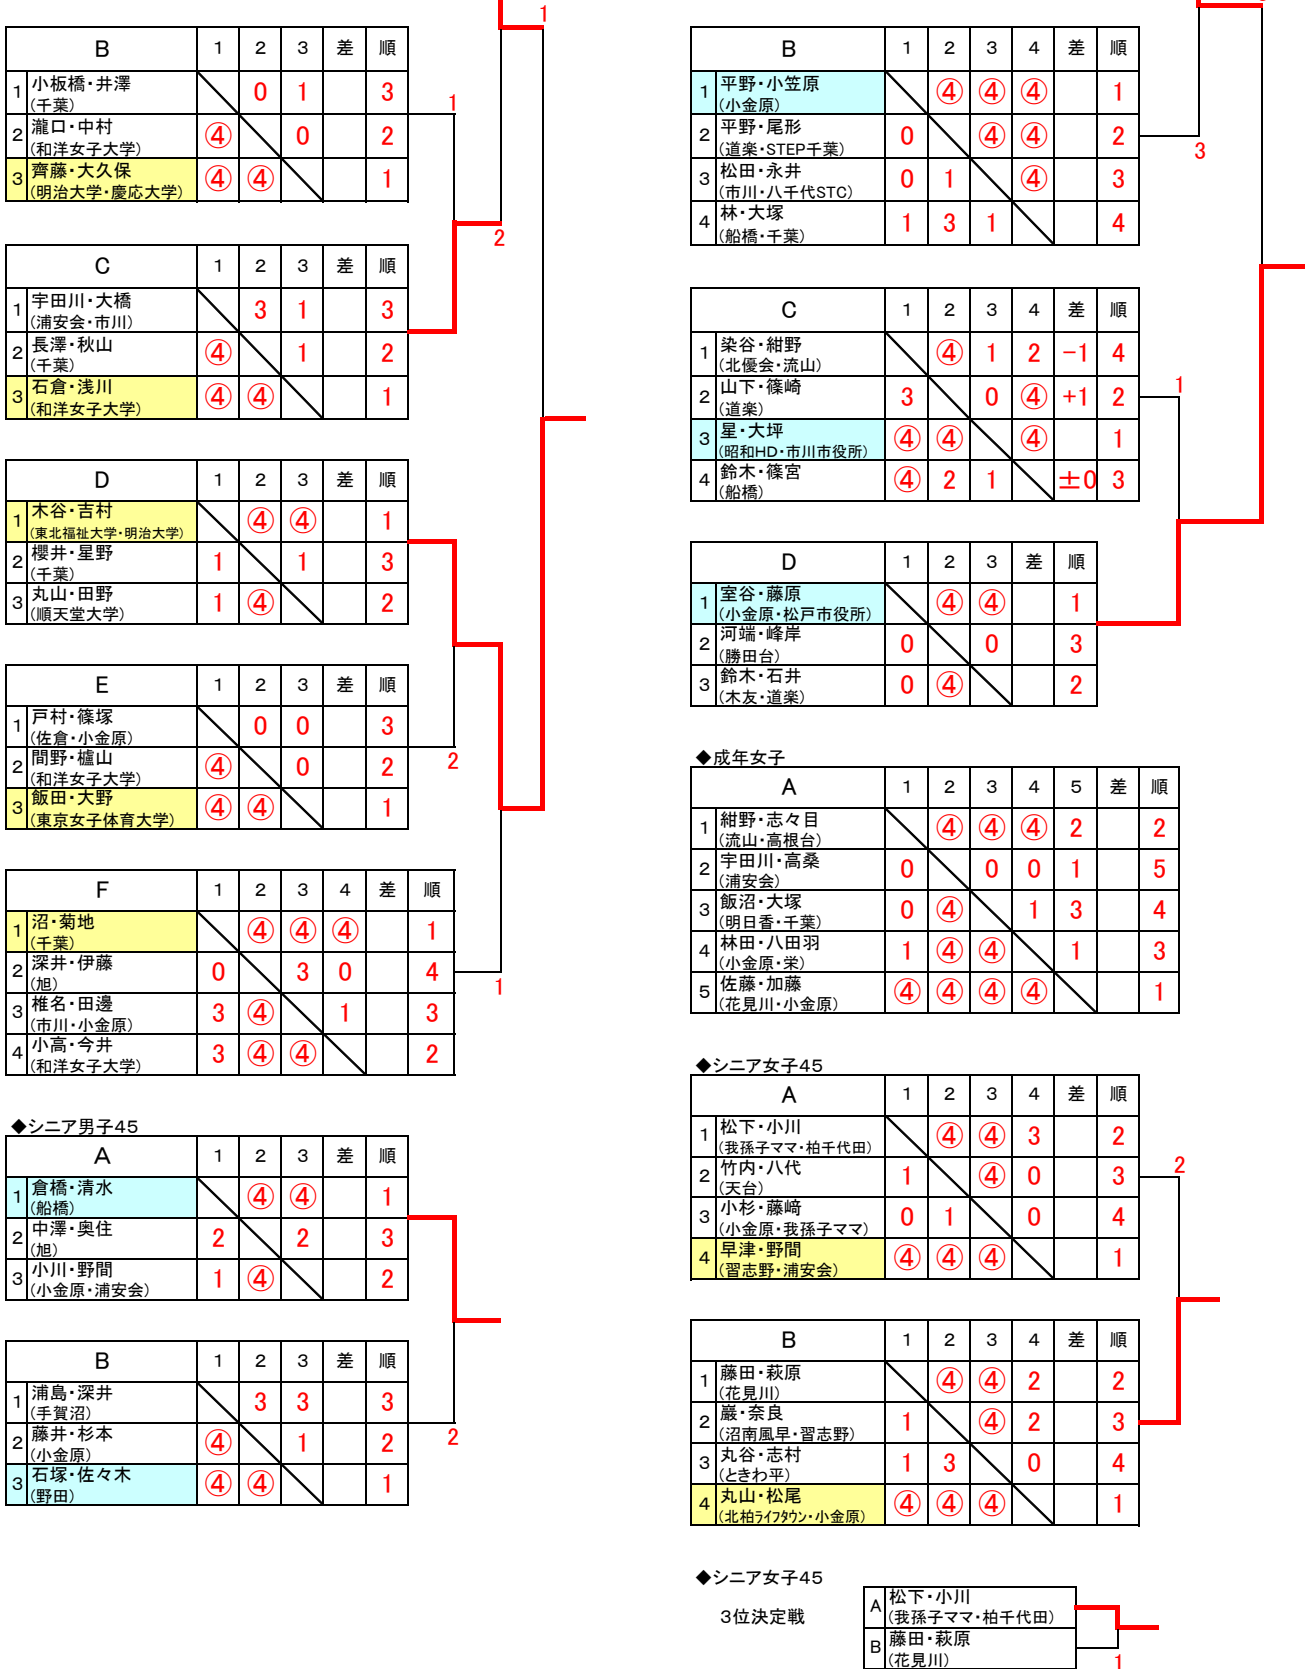 1
B 1 2 3 差 順
1 小板橋・井澤 0 1 3
(千葉)
1
2 瀧口・中村 ④ 0 2
(和洋女子大学)
3 齊藤・大久保 ④ ④ 1
(明治大学・慶応大学)
2
C 1 2 3 差 順
1 宇田川・大橋 3 1 3
(浦安会・市川)
2 長澤・秋山 ④ 1 2
(千葉)
3 石倉・浅川 ④ ④ 1
(和洋女子大学)
D 1 2 3 差 順
1 木谷・吉村 ④ ④ 1
(東北福祉大学・明治大学)
2 櫻井・星野 1 1 3
(千葉)
3 丸山・田野 1 ④ 2
(順天堂大学)
E 1 2 3 差 順
1 戸村・篠塚 0 0 3
(佐倉・小金原)
2 間野・櫨山 ④ 0 2
(和洋女子大学)
2
3 飯田・大野 ④ ④ 1
(東京女子体育大学)
F 1 2 3 4 差 順
1 沼・菊地 ④ ④ ④ 1
(千葉)
2 深井・伊藤 0 3 0 4
(旭)
1
3 椎名・田邊 3 ④ 1 3
(市川・小金原)
4 小高・今井 3 ④ ④ 2
(和洋女子大学)
◆シニア男子45
A 1 2 3 差 順
1 倉橋・清水 ④ ④ 1
(船橋)
2 中澤・奥住 2 2 3
(旭)
3 小川・野間 1 ④ 2
(小金原・浦安会)
B 1 2 3 差 順
1 浦島・深井 3 3 3
(手賀沼)
2 藤井・杉本 ④ 1 2
(小金原)
2
3 石塚・佐々木 ④ ④ 1
(野田)
B 1 2 3 4 差 順
1 平野・小笠原 ④ ④ ④ 1
(小金原)
2 平野・尾形 0 ④ ④ 2
(道楽・STEP千葉)
3
3 松田・永井 0 1 ④ 3
(市川・八千代STC)
4 林・大塚 1 3 1 4
(船橋・千葉)
C 1 2 3 4 差 順
1 染谷・紺野 ④ 1 2 −1 4
(北優会・流山)
1
2 山下・篠崎 3 0 ④ +1 2
(道楽)
3 星・大坪 ④ ④ ④ 1
(昭和HD・市川市役所)
4 鈴木・篠宮 ④ 2 1 ±0 3
(船橋)
D 1 2 3 差 順
1 室谷・藤原 ④ ④ 1
(小金原・松戸市役所)
2 河端・峰岸 0 0 3
(勝田台)
3 鈴木・石井 0 ④ 2
(木友・道楽)
◆成年女子
A 1 2 3 4 5 差 順
1 紺野・志々目 ④ ④ ④ 2 2
(流山・高根台)
2 宇田川・高桑 0 0 0 1 5
(浦安会)
3 飯沼・大塚 0 ④ 1 3 4
(明日香・千葉)
4 林田・八田羽 1 ④ ④ 1 3
(小金原・栄)
5 佐藤・加藤 ④ ④ ④ ④ 1
(花見川・小金原)
◆シニア女子45
A 1 2 3 4 差 順
1 松下・小川 ④ ④ 3 2
(我孫子ママ・柏千代田)
2 竹内・八代 1 ④ 0 3
(天台)
2
3 小杉・藤﨑 0 1 0 4
(小金原・我孫子ママ)
4 早津・野間 ④ ④ ④ 1
(習志野・浦安会)
B 1 2 3 4 差 順
1 藤田・萩原 ④ ④ 2 2
(花見川)
2 巌・奈良 1 ④ 2 3
(沼南風早・習志野)
3 丸谷・志村 1 3 0 4
(ときわ平)
4 丸山・松尾 ④ ④ ④ 1
(北柏ライフタウン・小金原)
◆シニア女子45
3位決定戦
A 松下・小川
(我孫子ママ・柏千代田)
B 藤田・萩原
(花見川)
1